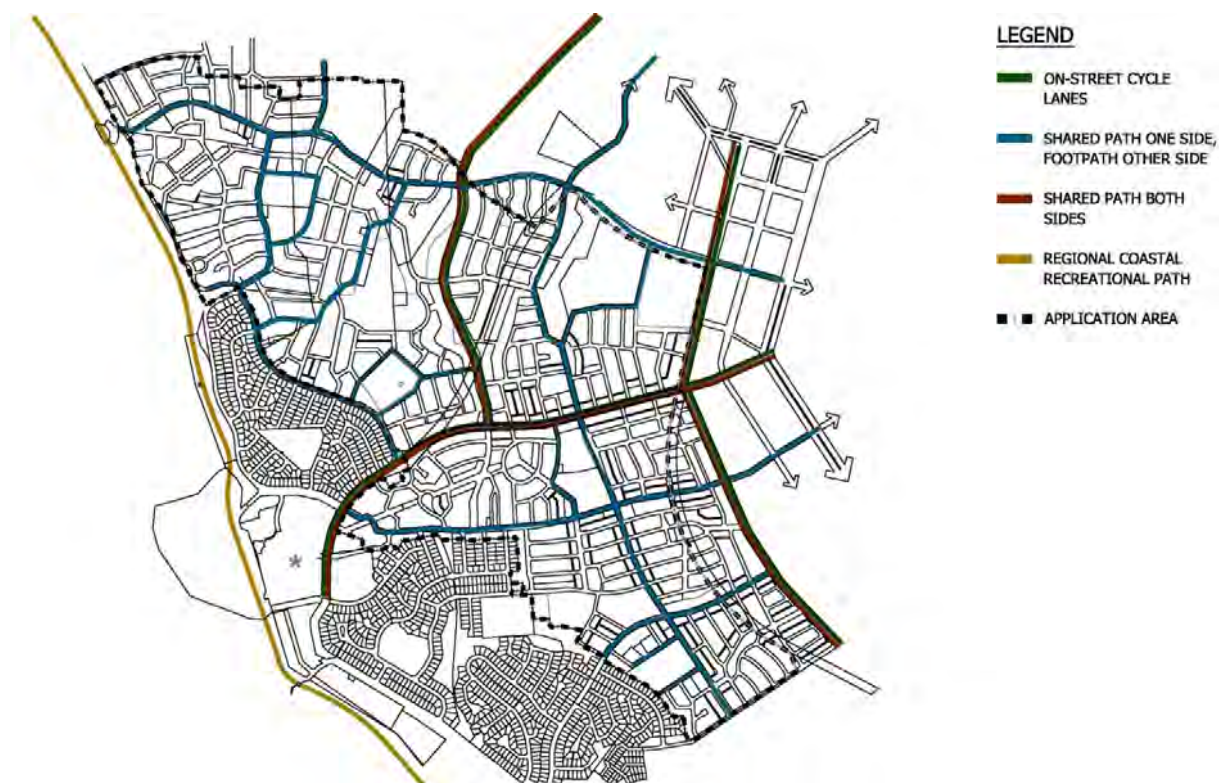 LEGEND
ON-STREET CYCLE
LANES
SHARED PATH ONE SIDE,
FOOTPATH OTHER SIDE
SHARED PATH BOTH
SIDES
REGIONAL COASTAL
RECREATIONAL PATH
APPLICATION AREA